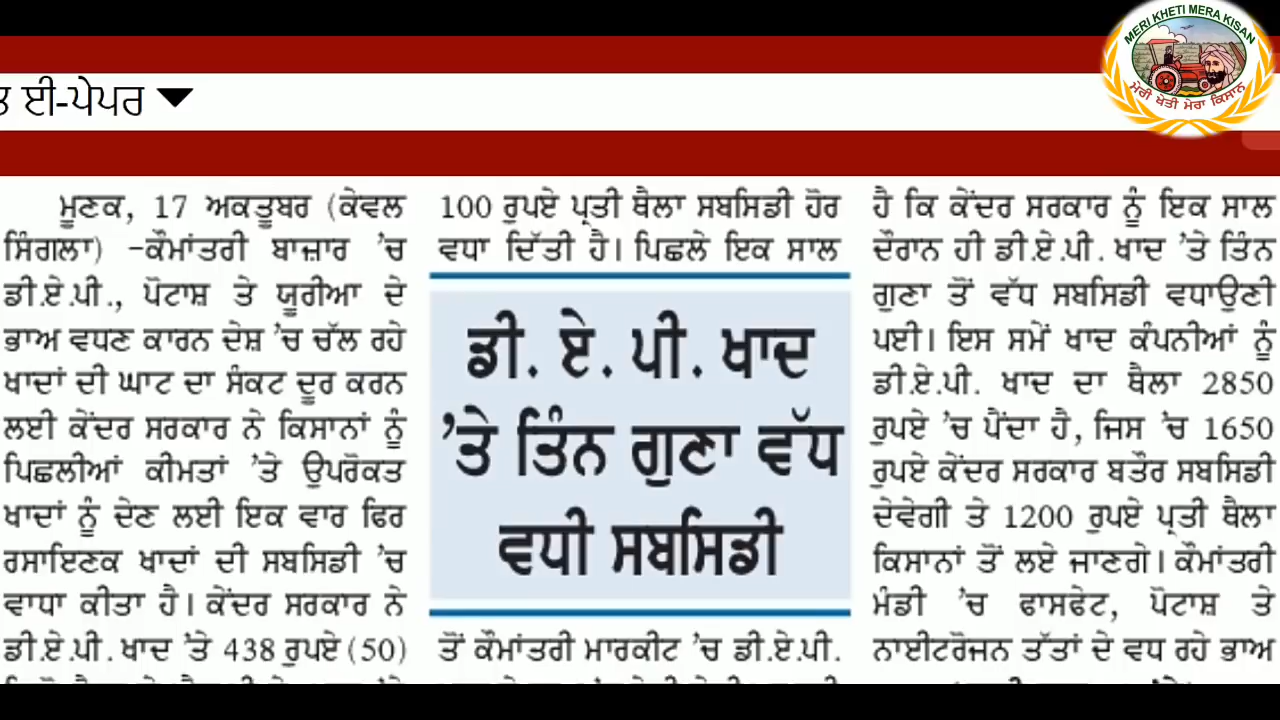 MERI KHETI MERA KISAN
ਮੇਰੀ ਖੇਤੀ ਮੇਰਾ ਕਿਸਾਨ
ਈ-ਪੇਪਰ
ਮੂਣਕ, 17 ਅਕਤੂਬਰ (ਕੇਵਲ
ਸਿੰਗਲਾ) -ਕੌਮਾਂਤਰੀ ਬਾਜ਼ਾਰ 'ਚ
ਡੀ.ਏ.ਪੀ., ਪੋਟਾਸ਼ ਤੇ ਯੂਰੀਆ ਦੇ
ਭਾਅ ਵਧਣ ਕਾਰਨ ਦੇਸ਼ 'ਚ ਚੱਲ ਰਹੇ
ਖਾਦਾਂ ਦੀ ਘਾਟ ਦਾ ਸੰਕਟ ਦੂਰ ਕਰਨ
ਲਈ ਕੇਂਦਰ ਸਰਕਾਰ ਨੇ ਕਿਸਾਨਾਂ ਨੂੰ
ਪਿਛਲੀਆਂ ਕੀਮਤਾਂ 'ਤੇ ਉਪਰੋਕਤ
ਖਾਦਾਂ ਨੂੰ ਦੇਣ ਲਈ ਇਕ ਵਾਰ ਫਿਰ
ਰਸਾਇਣਕ ਖਾਦਾਂ ਦੀ ਸਬਸਿਡੀ 'ਚ
ਵਾਧਾ ਕੀਤਾ ਹੈ। ਕੇਂਦਰ ਸਰਕਾਰ ਨੇ
ਡੀ.ਏ.ਪੀ. ਖਾਦ 'ਤੇ 438 ਰੁਪਏ (50)
100 ਰੁਪਏ ਪ੍ਰਤੀ ਥੈਲਾ ਸਬਸਿਡੀ ਹੋਰ
ਵਧਾ ਦਿੱਤੀ ਹੈ। ਪਿਛਲੇ ਇਕ ਸਾਲ
ਡੀ. ਏ. ਪੀ. ਖਾਦ
'ਤੇ ਤਿੰਨ ਗੁਣਾ ਵੱਧ
ਵਧੀ ਸਬਸਿਡੀ
ਤੋਂ ਕੌਮਾਂਤਰੀ ਮਾਰਕੀਟ 'ਚ ਡੀ.ਏ.ਪੀ.
ਹੈ ਕਿ ਕੇਂਦਰ ਸਰਕਾਰ ਨੂੰ ਇਕ ਸਾਲ
ਦੌਰਾਨ ਹੀ ਡੀ.ਏ.ਪੀ. ਖਾਦ 'ਤੇ ਤਿੰਨ
ਗੁਣਾ ਤੋਂ ਵੱਧ ਸਬਸਿਡੀ ਵਧਾਉਣੀ
ਪਈ। ਇਸ ਸਮੇਂ ਖਾਦ ਕੰਪਨੀਆਂ ਨੂੰ
ਡੀ.ਏ.ਪੀ. ਖਾਦ ਦਾ ਥੈਲਾ 2850
ਰੁਪਏ 'ਚ ਪੈਂਦਾ ਹੈ, ਜਿਸ 'ਚ 1650
ਰੁਪਏ ਕੇਂਦਰ ਸਰਕਾਰ ਬਤੌਰ ਸਬਸਿਡੀ
ਦੇਵੇਗੀ ਤੇ 1200 ਰੁਪਏ ਪ੍ਰਤੀ ਥੈਲਾ
ਕਿਸਾਨਾਂ ਤੋਂ ਲਏ ਜਾਣਗੇ। ਕੌਮਾਂਤਰੀ
ਮੰਡੀ 'ਚ ਫਾਸਫੇਟ, ਪੋਟਾਸ਼ ਤੇ
ਨਾਈਟਰੋਜਨ ਤੱਤਾਂ ਦੇ ਵਧ ਰਹੇ ਭਾਅ